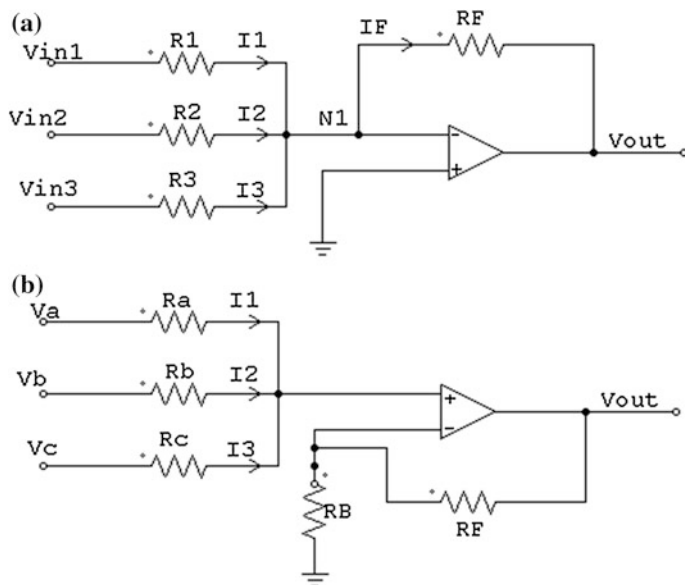 (a)
Vin1 R1 I1 IF RF
Vin2 R2 I2 N1
- Vout
Vin3 R3 I3 +
(b)
Va Ra I1
Vb Rb I2
+ Vout
-
Vc Rc I3
RB RF